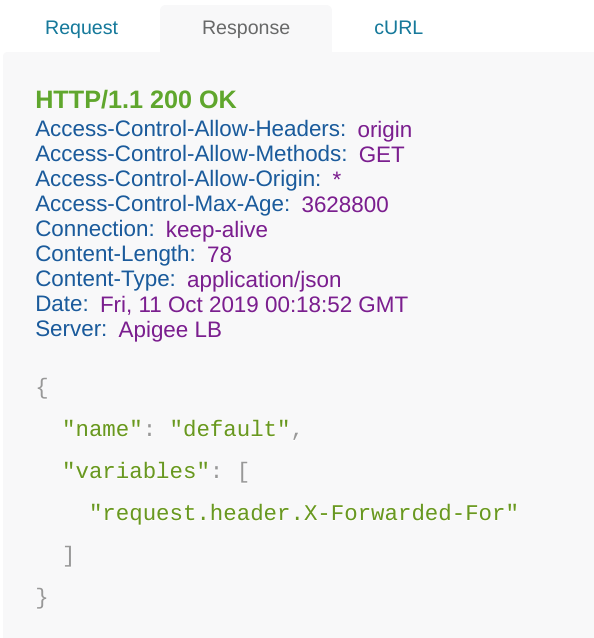 Request Response cURL
HTTP/1.1 200 OK
Access-Control-Allow-Headers: origin
Access-Control-Allow-Methods: GET
Access-Control-Allow-Origin: *
Access-Control-Max-Age: 3628800
Connection: keep-alive
Content-Length: 78
Content-Type: application/json
Date: Fri, 11 Oct 2019 00:18:52 GMT
Server: Apigee LB
{
  "name": "default",
  "variables": [
    "request.header.X-Forwarded-For"
  ]
}